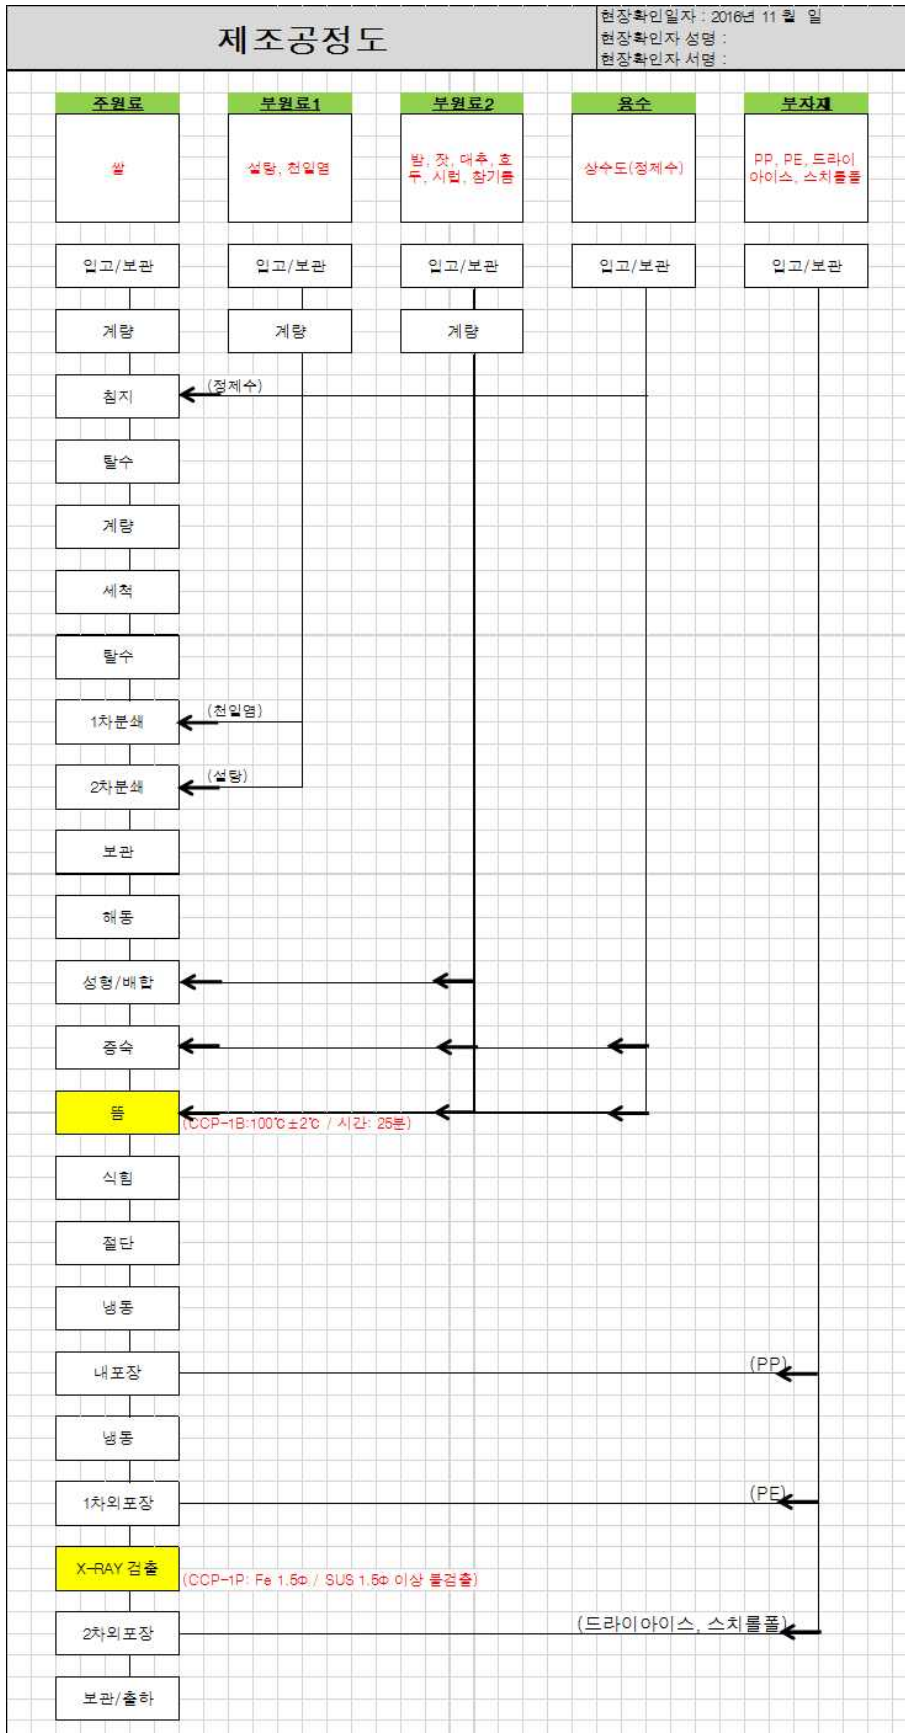 제조공정도
현장확인일자 : 2016년 11 월 일
현장확인자 성명 :
현장확인자 서명 :
주원료
부원료1
부원료2
용수
부자재
쌀
설탕, 천일염
밤, 잣, 대추, 호
두, 시럽, 참기름
상수도(정제수)
PP, PE, 드라이
아이스, 스치롤폴
입고/보관
입고/보관
입고/보관
입고/보관
입고/보관
계량
계량
계량
침지
(정제수)
탈수
계량
세척
탈수
1차분쇄
(천일염)
2차분쇄
(설탕)
보관
해동
성형/배합
증숙
뜸
(CCP-1B:100℃±2℃ / 시간: 25분)
식힘
절단
냉동
내포장
(PP)
냉동
1차외포장
(PE)
X-RAY 검출
(CCP-1P: Fe 1.5Φ / SUS 1.5Φ 이상 불검출)
2차외포장
(드라이아이스, 스치롤폴)
보관/출하